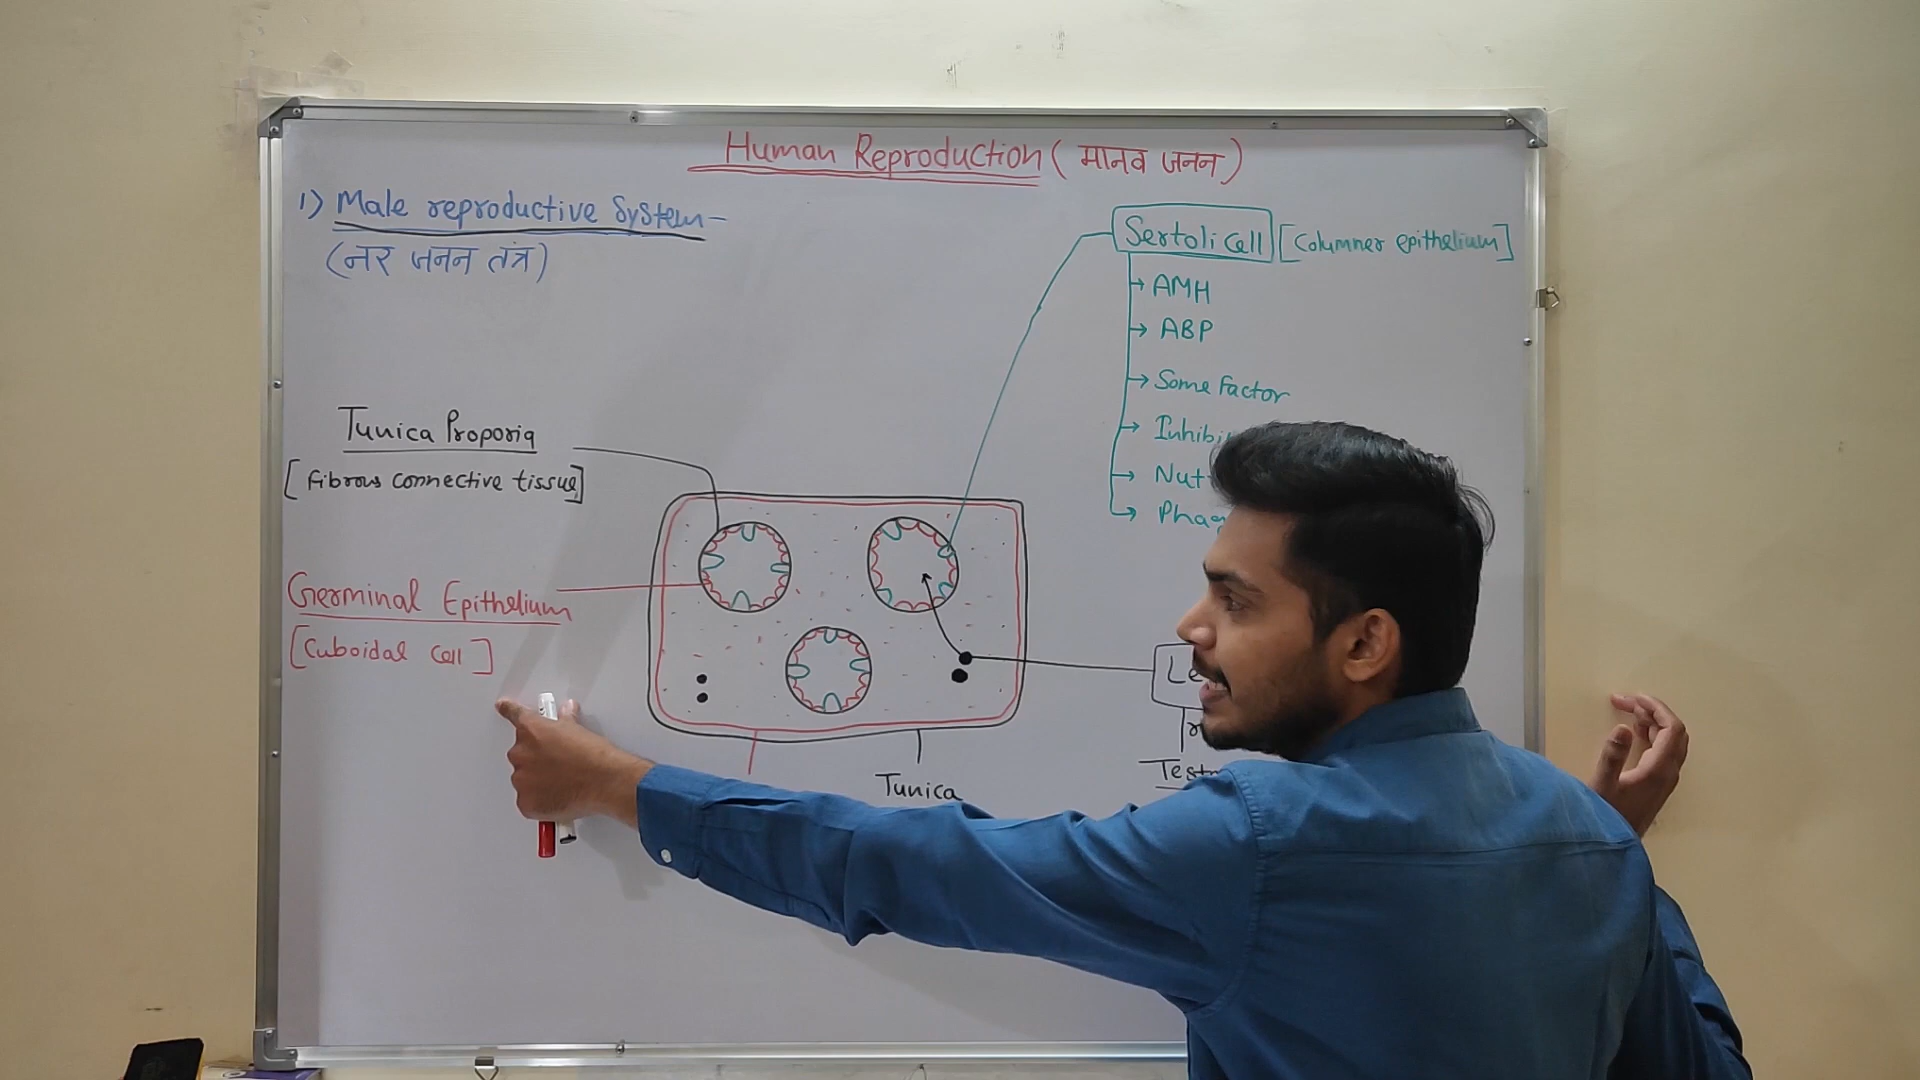 Human Reproduction (मानव जनन)
1) Male reproductive System-
(नर जनन तंत्र)
Sertoli Cell [Columner epithelium]
→ AMH
→ ABP
→ Some factor
Tunica Proporia
[Fibrous connective tissue]
Germinal Epithelium
[Cuboidal Cell]
Tunica